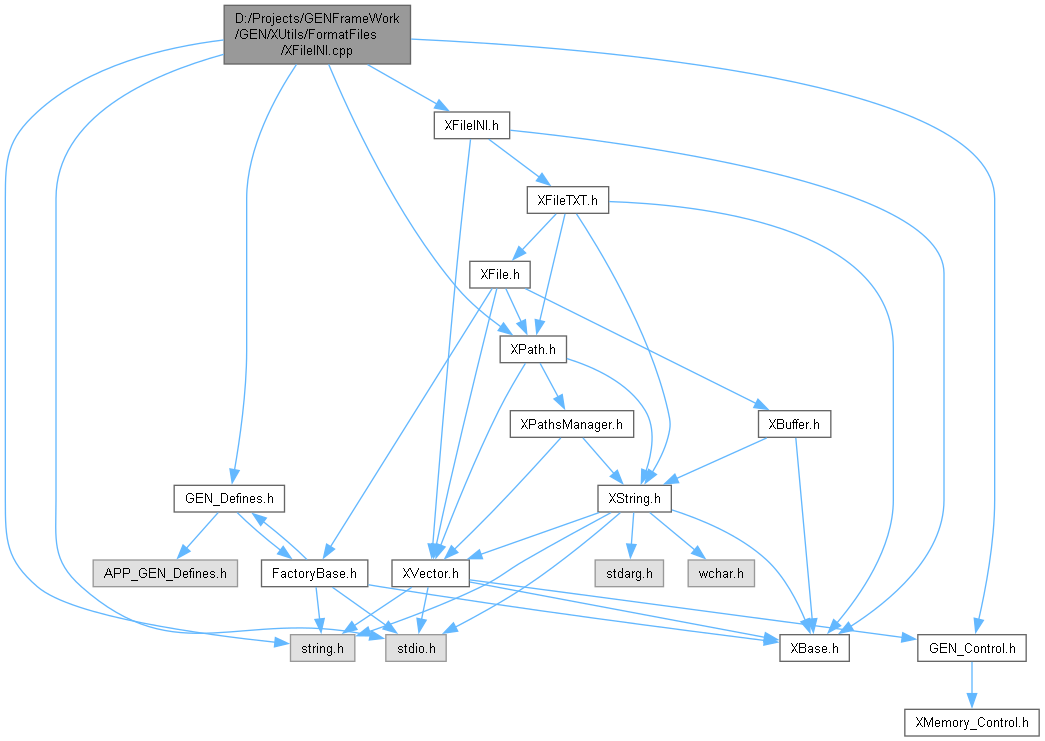 D:/Projects/GENFrameWork
/GEN/XUtils/FormatFiles
/XFileINI.cpp
XFileINI.h
XFileTXT.h
XFile.h
XPath.h
XPathsManager.h
XBuffer.h
GEN_Defines.h
XString.h
APP_GEN_Defines.h
FactoryBase.h
XVector.h
stdarg.h
wchar.h
string.h
stdio.h
XBase.h
GEN_Control.h
XMemory_Control.h